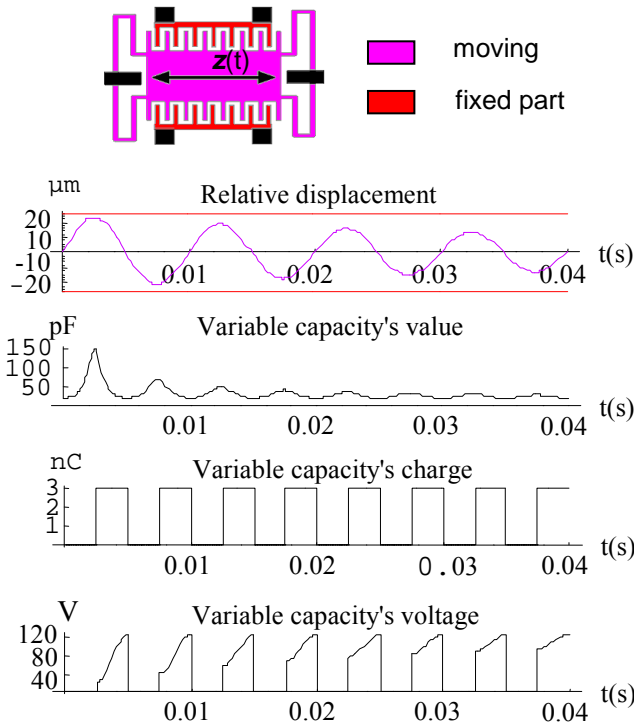 z(t)
moving
fixed part
µm
Relative displacement
20
10
-10
-20
0.01
0.02
0.03
0.04
t(s)
pF
Variable capacity's value
150
100
50
0.01
0.02
0.03
0.04
t(s)
nC
Variable capacity's charge
3
2
1
0.01
0.02
0.03
0.04
t(s)
V
Variable capacity's voltage
120
80
40
0.01
0.02
0.03
0.04
t(s)